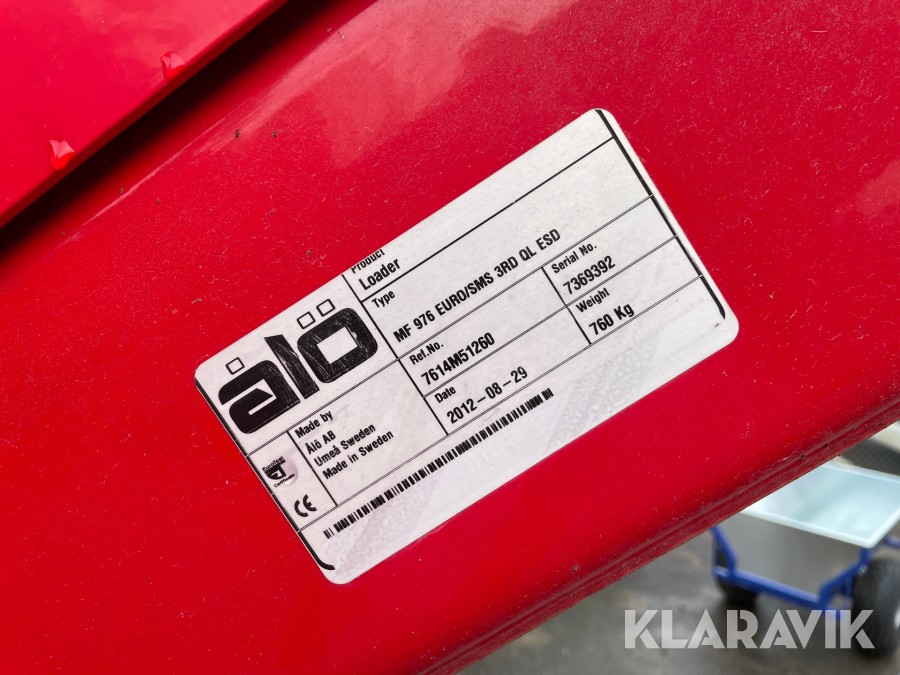 Product
Loader
Type
MF 976 EURO/SMS 3RD QL ESD
Ref.No.
7614M51260
Serial No.
7369392
Date
2012-08-29
Weight
760 Kg
ålö
Made by
Ålö AB
Umeå Sweden
Made in Sweden
Certificate
CE
KLARAVIK